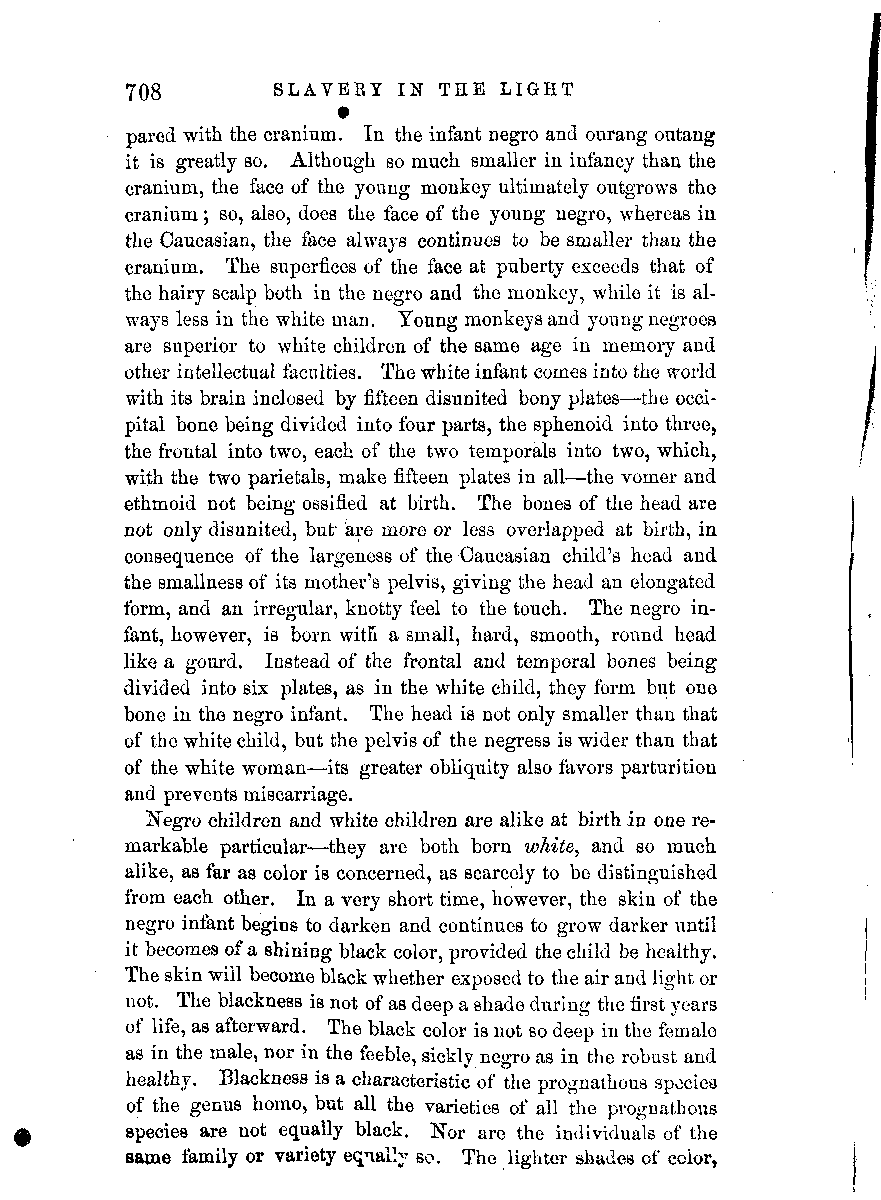 708 SLAVERY IN THE LIGHT
pared with the cranium. In the infant negro and ourang outang
it is greatly so. Although so much smaller in infancy than the
cranium, the face of the young monkey ultimately outgrows the
cranium; so, also, does the face of the young negro, whereas in
the Caucasian, the face always continues to be smaller than the
cranium. The superfices of the face at puberty exceeds that of
the hairy scalp both in the negro and the monkey, while it is al-
ways less in the white man. Young monkeys and young negroes
are superior to white children of the same age in memory and
other intellectual faculties. The white infant comes into the world
with its brain inclosed by fifteen disunited bony plates—the occi-
pital bone being divided into four parts, the sphenoid into three,
the frontal into two, each of the two temporals into two, which,
with the two parietals, make fifteen plates in all—the vomer and
ethmoid not being ossified at birth. The bones of the head are
not only disunited, but are more or less overlapped at birth, in
consequence of the largeness of the Caucasian child's head and
the smallness of its mother's pelvis, giving the head an elongated
form, and an irregular, knotty feel to the touch. The negro in-
fant, however, is born with a small, hard, smooth, round head
like a gourd. Instead of the frontal and temporal bones being
divided into six plates, as in the white child, they form but one
bone in the negro infant. The head is not only smaller than that
of the white child, but the pelvis of the negress is wider than that
of the white woman—its greater obliquity also favors parturition
and prevents miscarriage.
Negro children and white children are alike at birth in one re-
markable particular—they are both born white, and so much
alike, as far as color is concerned, as scarcely to be distinguished
from each other. In a very short time, however, the skin of the
negro infant begins to darken and continues to grow darker until
it becomes of a shining black color, provided the child be healthy.
The skin will become black whether exposed to the air and light or
not. The blackness is not of as deep a shade during the first years
of life, as afterward. The black color is not so deep in the female
as in the male, nor in the feeble, sickly negro as in the robust and
healthy. Blackness is a characteristic of the prognathous species
of the genus homo, but all the varieties of all the prognathous
species are not equally black. Nor are the individuals of the
same family or variety equally so. The lighter shades of color,